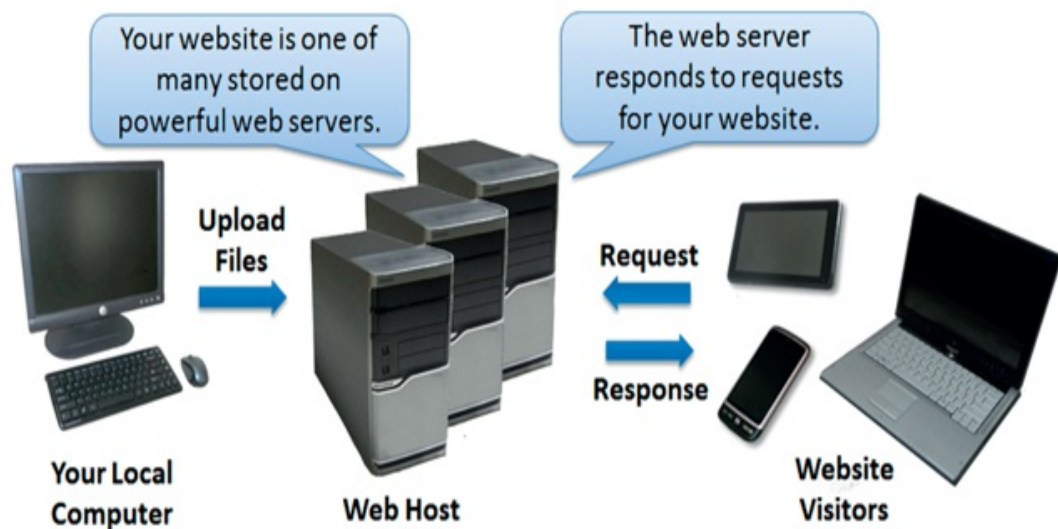 Your website is one of
many stored on
powerful web servers.
The web server
responds to requests
for your website.
Upload
Files
Request
Response
Your Local
Computer
Web Host
Website
Visitors